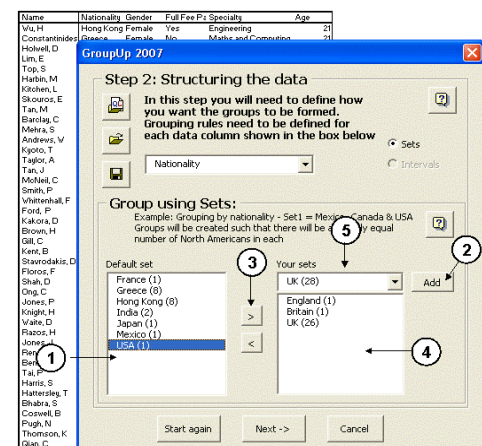 Name Nationality Gender Full Fee Pa Specialty Age
Wu, H Hong Kong Female Yes Engineering 21
Constantinides Greece Female No Maths and Computing 21
Holwell, D
Lim, E
Top, S
Harbin, M
Kitchen, L
Skouros, E
Tan, M
Barclay, C
Mehra, S
Andrews, V
Kyoto, T
Taylor, A
Tan, J
McNeil, C
Smith, P
Whittenhall, F
Ford, P
Kakora, D
Brown, H
Gill, C
Kent, B
Stavrodakis, D
Floros, F
Shah, D
Ong, C
Jones, P
Knight, H
Waite, D
Razos, H
Jones, J
Tai, P
Harris, S
Hattersley, T
Bhabra, S
Coswell, B
Pugh, N
Thomson, K
Qian, C
GroupUp 2007
Step 2: Structuring the data
In this step you will need to define how
you want the groups to be formed.
Grouping rules need to be defined for
each data column shown in the box below
Sets
Intervals
Nationality
Group using Sets:
Example: Grouping by nationality - Set1 = Mexico, Canada & USA
Groups will be created such that there will be a equal
number of North Americans in each
Default set
France (1)
Greece (8)
Hong Kong (8)
India (2)
Japan (1)
Mexico (1)
USA (1)
>
<
Your sets
UK (28)
Add
England (1)
Britain (1)
UK (26)
1
2
3
4
5
Start again
Next ->
Cancel